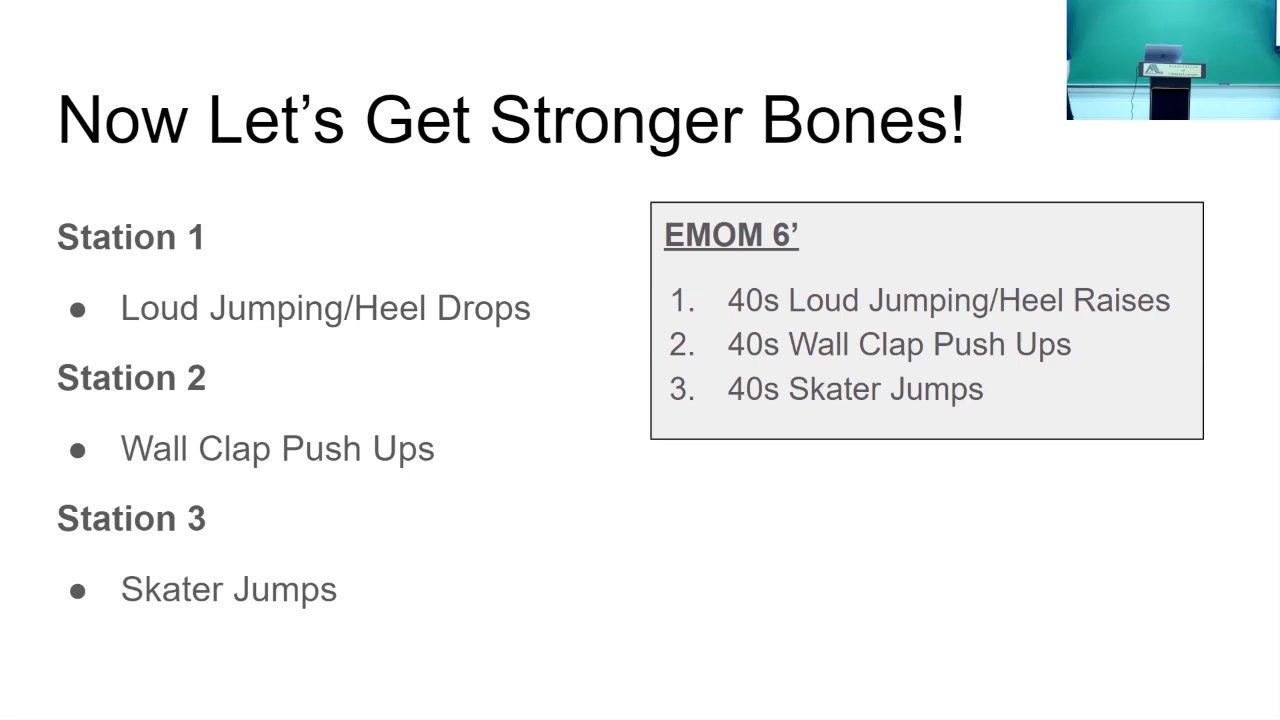 Now Let’s Get Stronger Bones!
Station 1
● Loud Jumping/Heel Drops
Station 2
● Wall Clap Push Ups
Station 3
● Skater Jumps
EMOM 6’
1. 40s Loud Jumping/Heel Raises
2. 40s Wall Clap Push Ups
3. 40s Skater Jumps